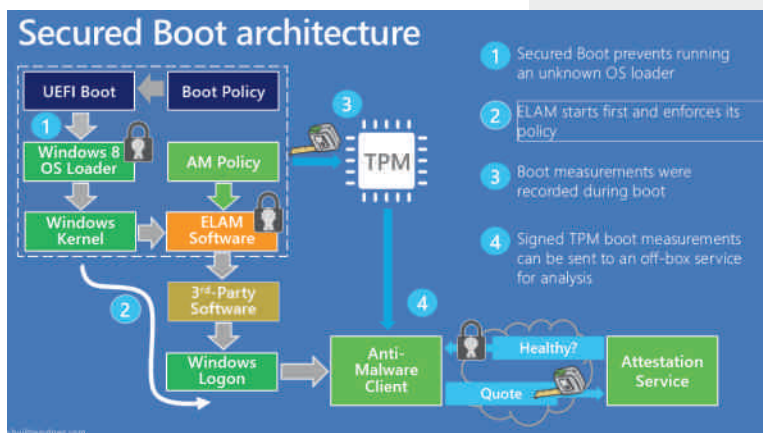 Secured Boot architecture
UEFI Boot
Boot Policy
1
Windows 8
OS Loader
AM Policy
Windows
Kernel
ELAM
Software
3rd-Party
Software
2
Windows
Logon
3
TPM
4
Anti-
Malware
Client
Healthy?
Quote
Attestation
Service
1
Secured Boot prevents running
an unknown OS loader
2
ELAM starts first and enforces its
policy
3
Boot measurements were
recorded during boot
4
Signed TPM boot measurements
can be sent to an off-box service
for analysis